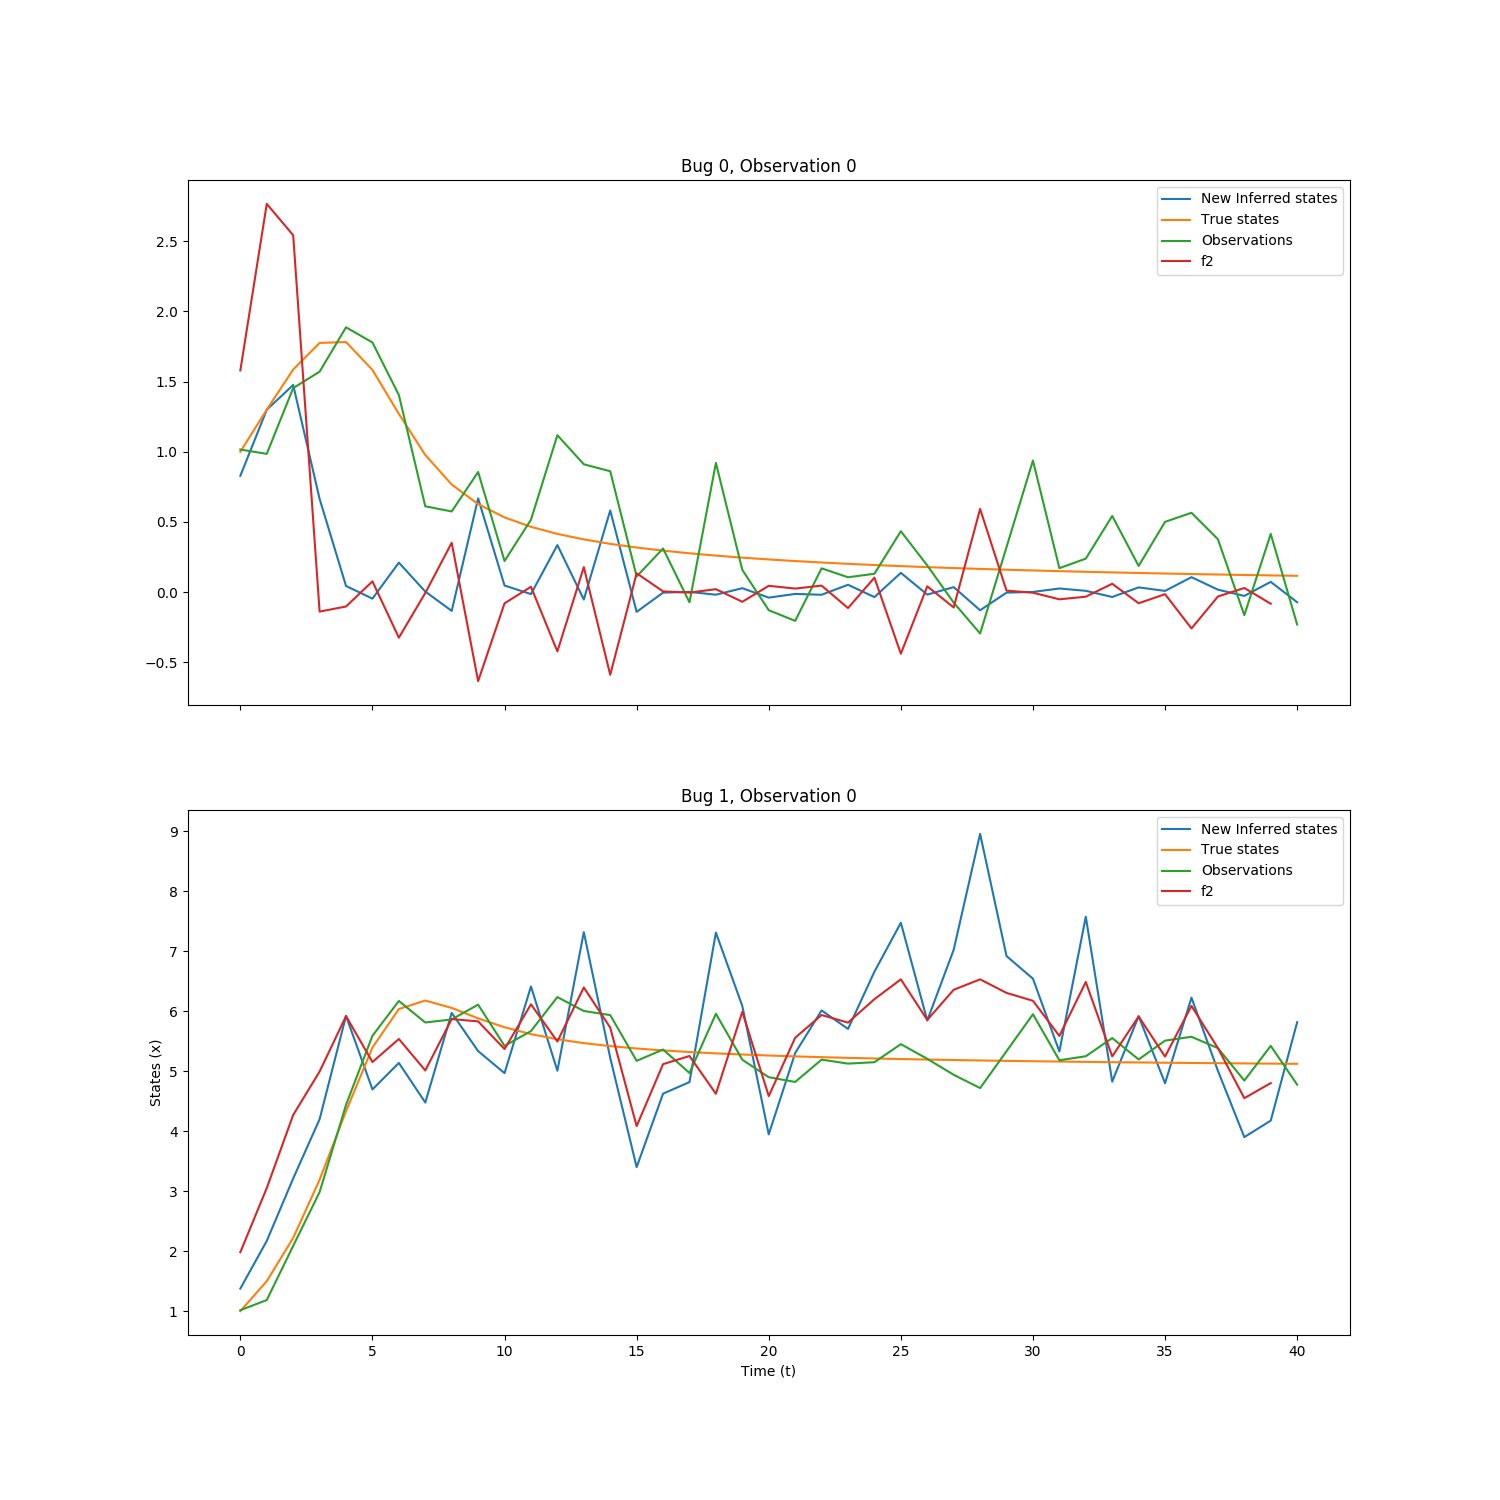 Bug 0, Observation 0
New Inferred states
True states
Observations
f2
2.5
2.0
1.5
1.0
0.5
0.0
−0.5
Bug 1, Observation 0
New Inferred states
True states
Observations
f2
9
8
7
6
5
4
3
2
1
States (x)
0 5 10 15 20 25 30 35 40
Time (t)